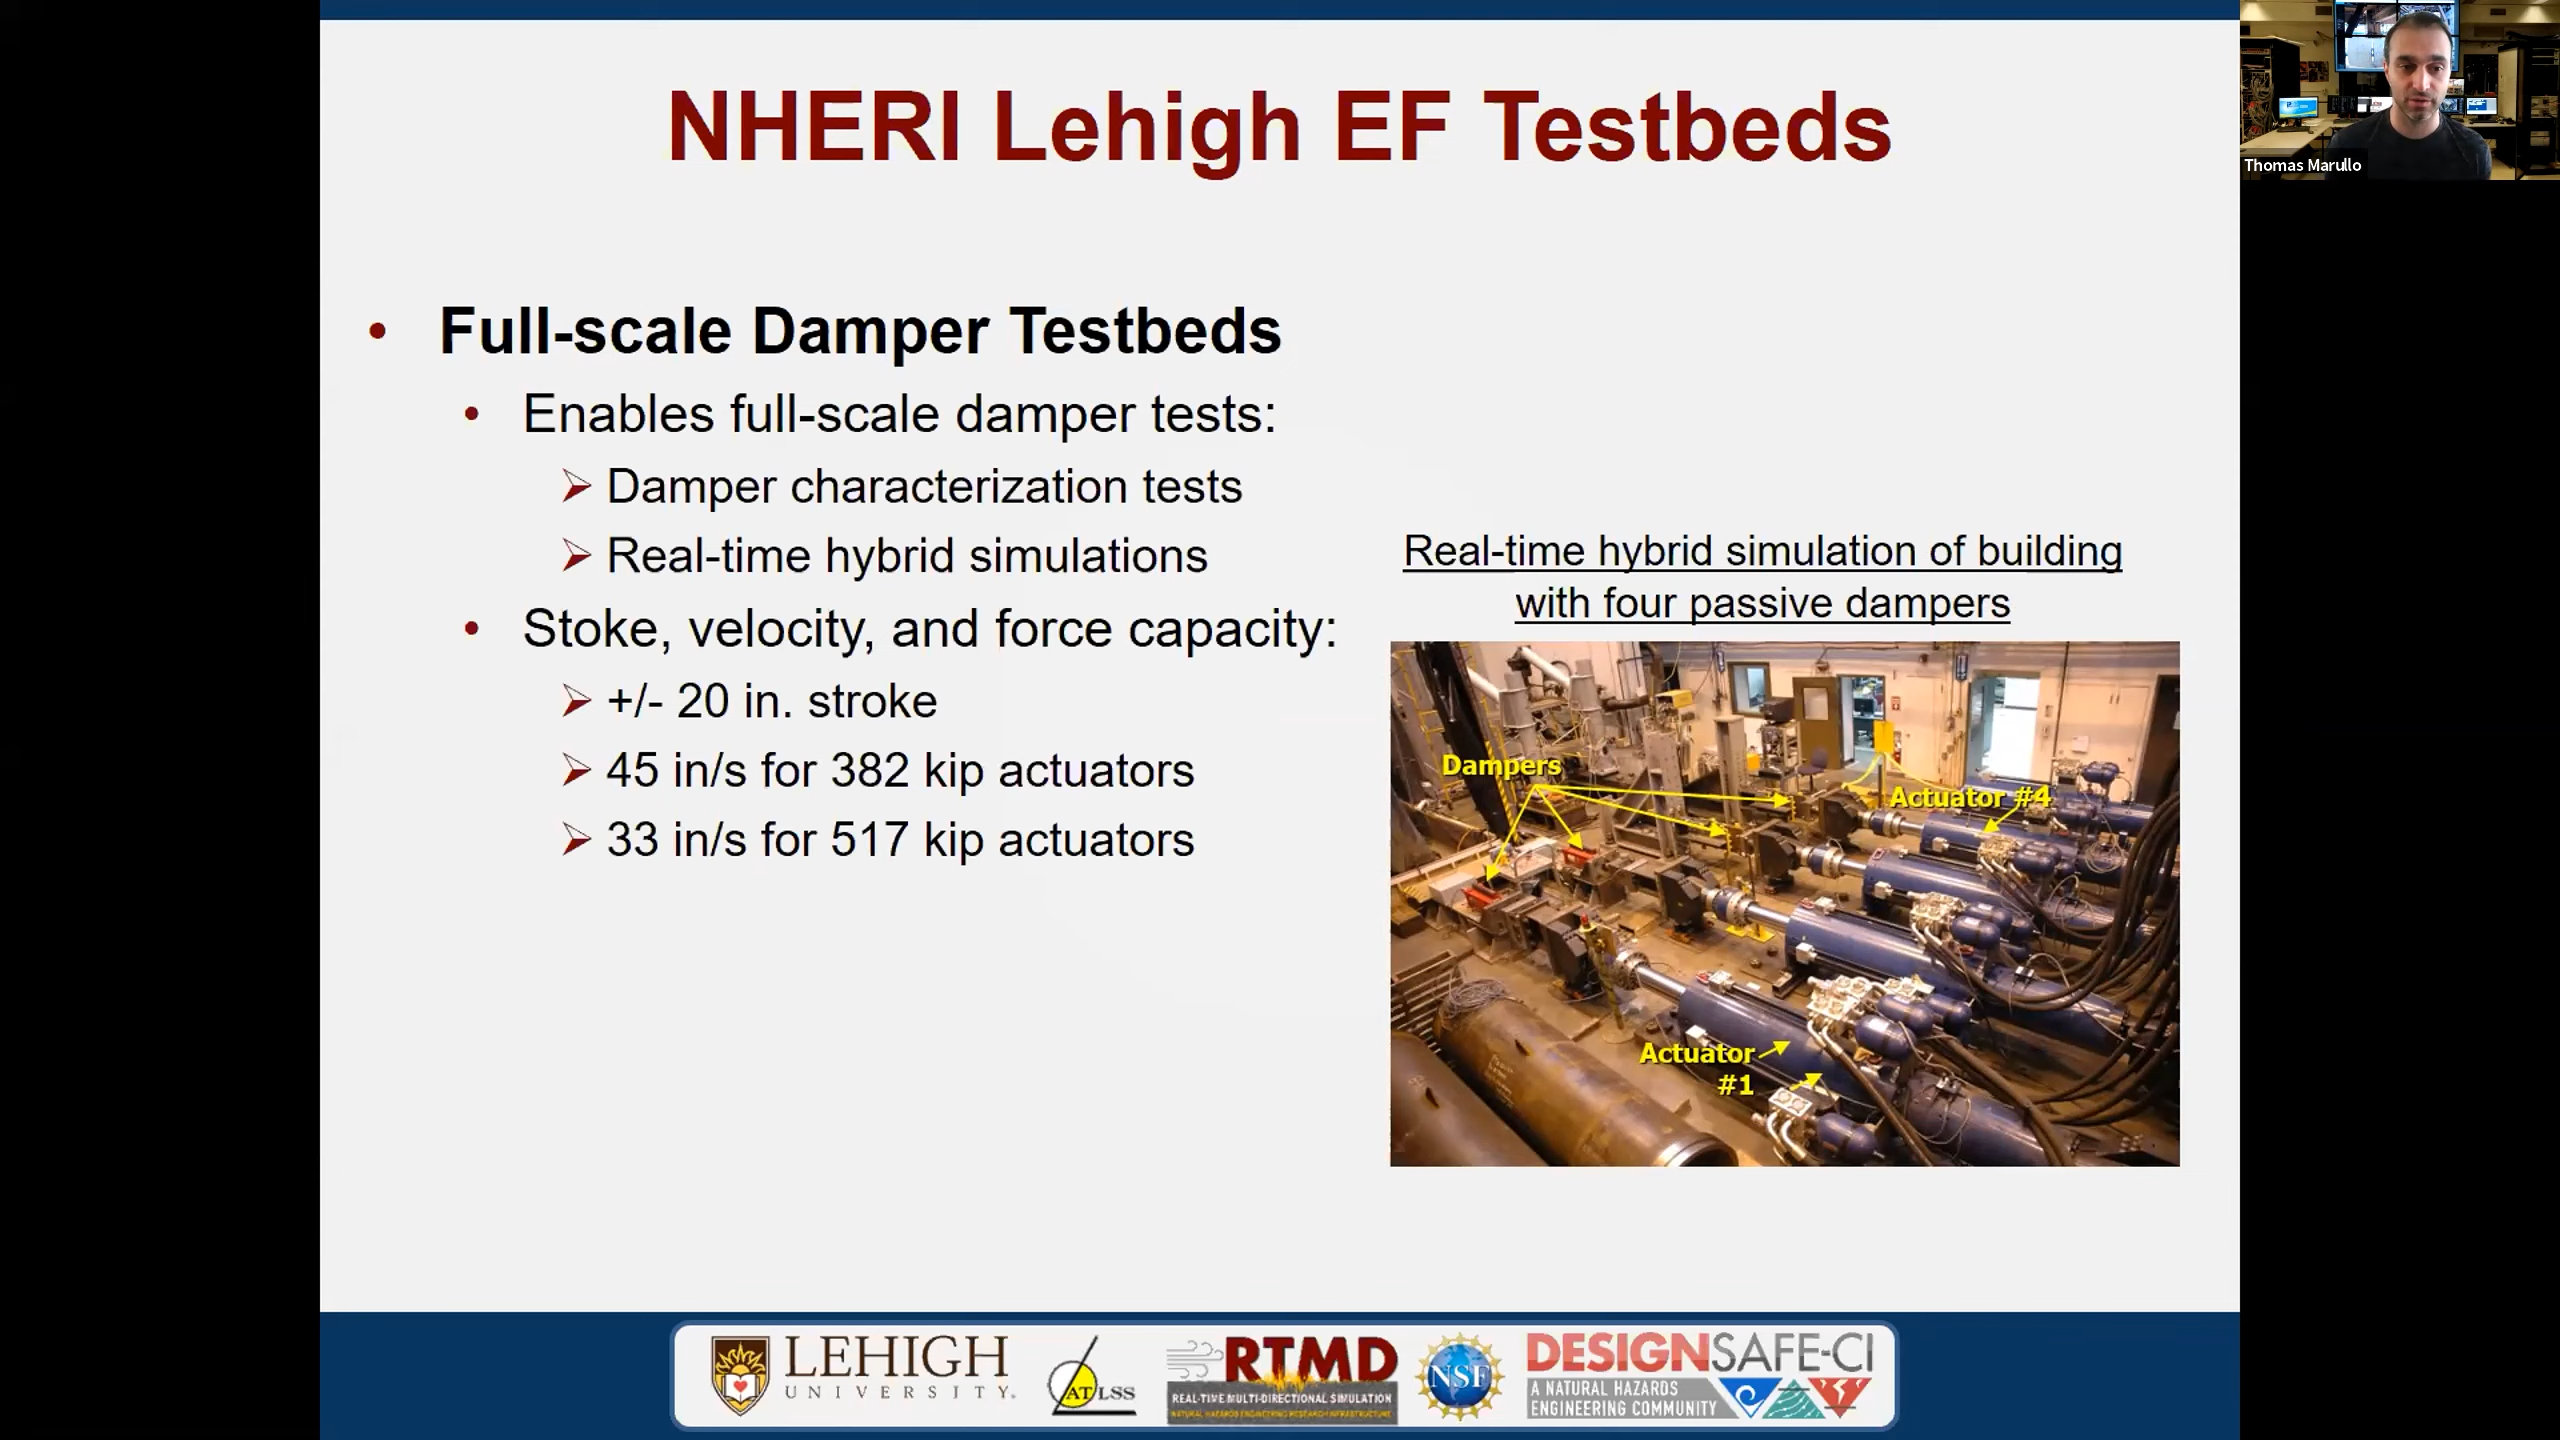 NHERI Lehigh EF Testbeds
Thomas Marullo
• Full-scale Damper Testbeds
• Enables full-scale damper tests:
➢ Damper characterization tests
➢ Real-time hybrid simulations
• Stoke, velocity, and force capacity:
➢ +/- 20 in. stroke
➢ 45 in/s for 382 kip actuators
➢ 33 in/s for 517 kip actuators
Real-time hybrid simulation of building
with four passive dampers
Dampers
Actuator #4
Actuator
#1
LEHIGH
UNIVERSITY
ATLSS
RTMD
REAL-TIME MULTI-DIRECTIONAL SIMULATION
NATURAL HAZARDS ENGINEERING RESEARCH INFRASTRUCTURE
NSF
DESIGNSAFE-CI
A NATURAL HAZARDS
ENGINEERING COMMUNITY